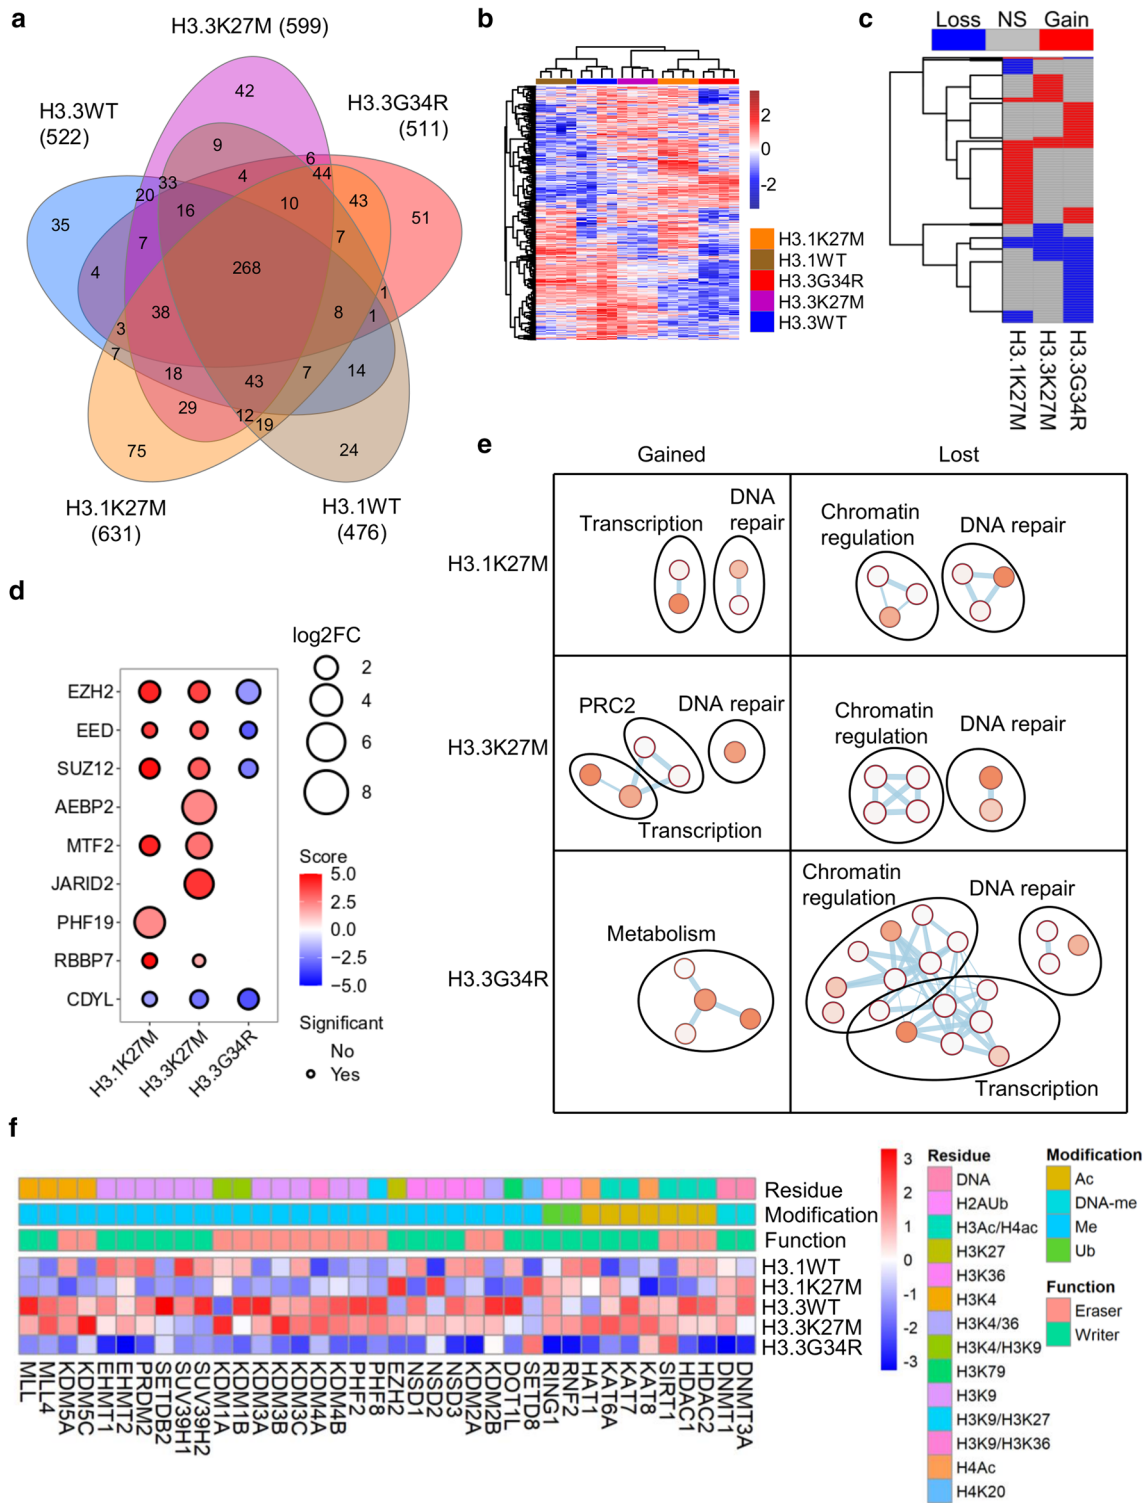 a
H3.3K27M (599)
H3.3WT
(522)
H3.3G34R
(511)
42
9
6
33
4
44
20
16
10
43
51
35
7
7
4
268
1
38
8
1
3
7
18
43
7
14
29
12
19
75
24
H3.1K27M
(631)
H3.1WT
(476)
b
2
0
-2
H3.1K27M
H3.1WT
H3.3G34R
H3.3K27M
H3.3WT
c
Loss NS Gain
H3.1K27M
H3.3K27M
H3.3G34R
d
EZH2
EED
SUZ12
AEBP2
MTF2
JARID2
PHF19
RBBP7
CDYL
H3.1K27M
H3.3K27M
H3.3G34R
log2FC
2
4
6
8
Score
5.0
2.5
−0.0
−2.5
−5.0
Significant
No
Yes
e
Gained
Lost
H3.1K27M
Transcription
DNA
repair
Chromatin
regulation
DNA repair
H3.3K27M
PRC2
DNA repair
Transcription
Chromatin
regulation
DNA repair
H3.3G34R
Metabolism
Chromatin
regulation
DNA repair
Transcription
f
Residue
Modification
Function
H3.1WT
H3.1K27M
H3.3WT
H3.3K27M
H3.3G34R
MLL
MLL4
KDM5A
KDM5C
EHMT1
EHMT2
PRDM2
SETDB2
SUV39H1
SUV39H2
KDM1A
KDM1B
KDM3A
KDM3B
KDM3C
KDM4A
KDM4B
PHF2
PHF8
EZH2
NSD1
NSD2
NSD3
KDM2A
KDM2B
DOT1L
SETD8
RING1
RNF2
HAT1
KAT6A
KAT7
KAT8
SIRT1
HDAC1
HDAC2
DNMT1
DNMT3A
3
2
1
0
-1
-2
-3
Residue
DNA
H2AUb
H3Ac/H4ac
H3K27
H3K36
H3K4
H3K4/36
H3K4/H3K9
H3K79
H3K9
H3K9/H3K27
H3K9/H3K36
H4Ac
H4K20
Modification
Ac
DNA-me
Me
Ub
Function
Eraser
Writer